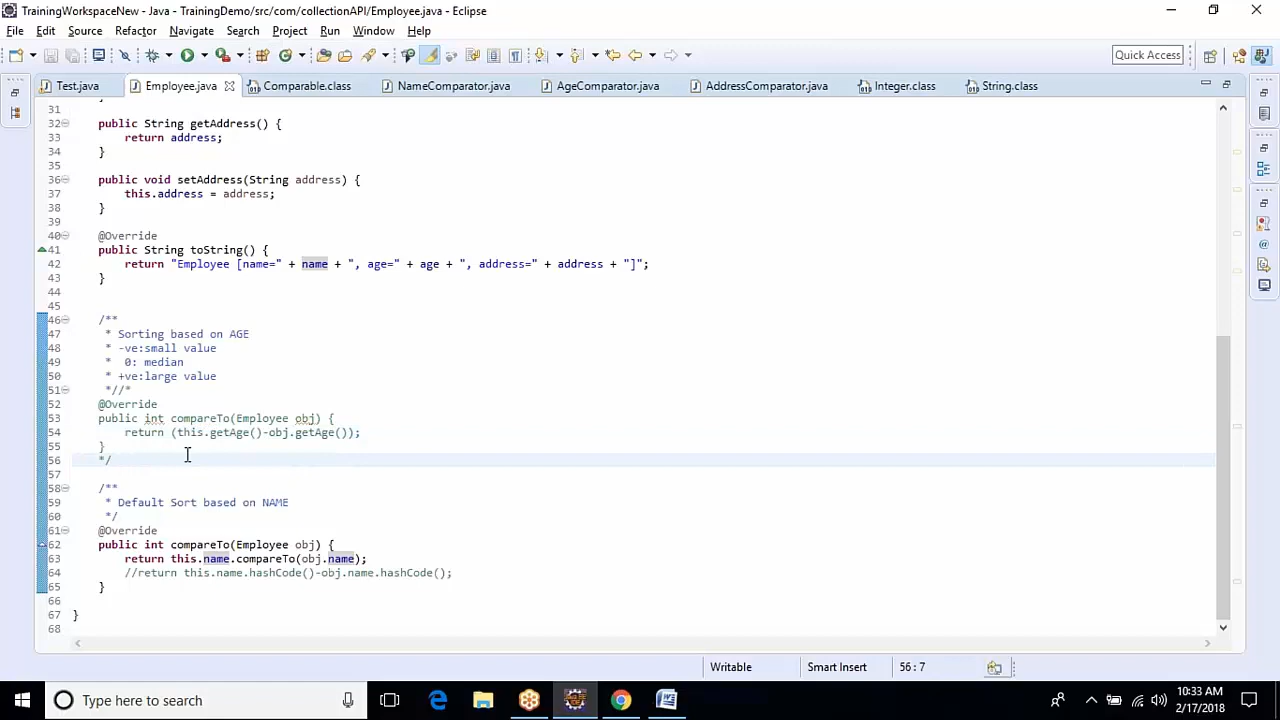 TrainingWorkspaceNew - Java - TrainingDemo/src/com/collectionAPI/Employee.java - Eclipse
File Edit Source Refactor Navigate Search Project Run Window Help
Quick Access
Test.java Employee.java Comparable.class NameComparator.java AgeComparator.java AddressComparator.java Integer.class String.class
31 }
32 public String getAddress() {
33 return address;
34 }
35
36 public void setAddress(String address) {
37 this.address = address;
38 }
39
40 @Override
41 public String toString() {
42 return "Employee [name=" + name + ", age=" + age + ", address=" + address + "]";
43 }
44
45
46 /**
47 * Sorting based on AGE
48 * -ve:small value
49 * 0: median
50 * +ve:large value
51 *//*
52 @Override
53 public int compareTo(Employee obj) {
54 return (this.getAge()-obj.getAge());
55 }
56 */
57
58 /**
59 * Default Sort based on NAME
60 */
61 @Override
62 public int compareTo(Employee obj) {
63 return this.name.compareTo(obj.name);
64 //return this.name.hashCode()-obj.name.hashCode();
65 }
66
67 }
68
Writable Smart Insert 56 : 7
Type here to search
10:33 AM
2/17/2018